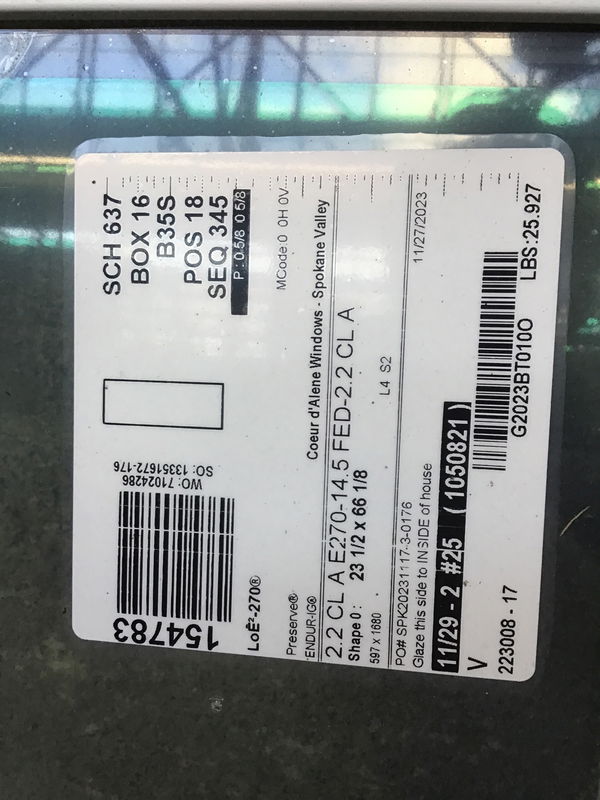 154783
WO: 71024286
SO: 13351672-176
SCH 637
BOX 16
B35S
POS 18
SEQ 345
P: 0.5/8 0 5/8
LoE²-270®
MCode:0 0H 0V
Preserve®
ENDUR-IG®
Coeur d'Alene Windows - Spokane Valley
2.2 CL A E270-14.5 FED-2.2 CL A
Shape 0 : 23 1/2 x 66 1/8
597 x 1680
L4 S2
PO# SPK20231117-3-0176
11/27/2023
Glaze this side to INSIDE of house
11/29 - 2 #25 ( 1050821 )
V
G2023BT010O
223008 - 17
LBS:25.927